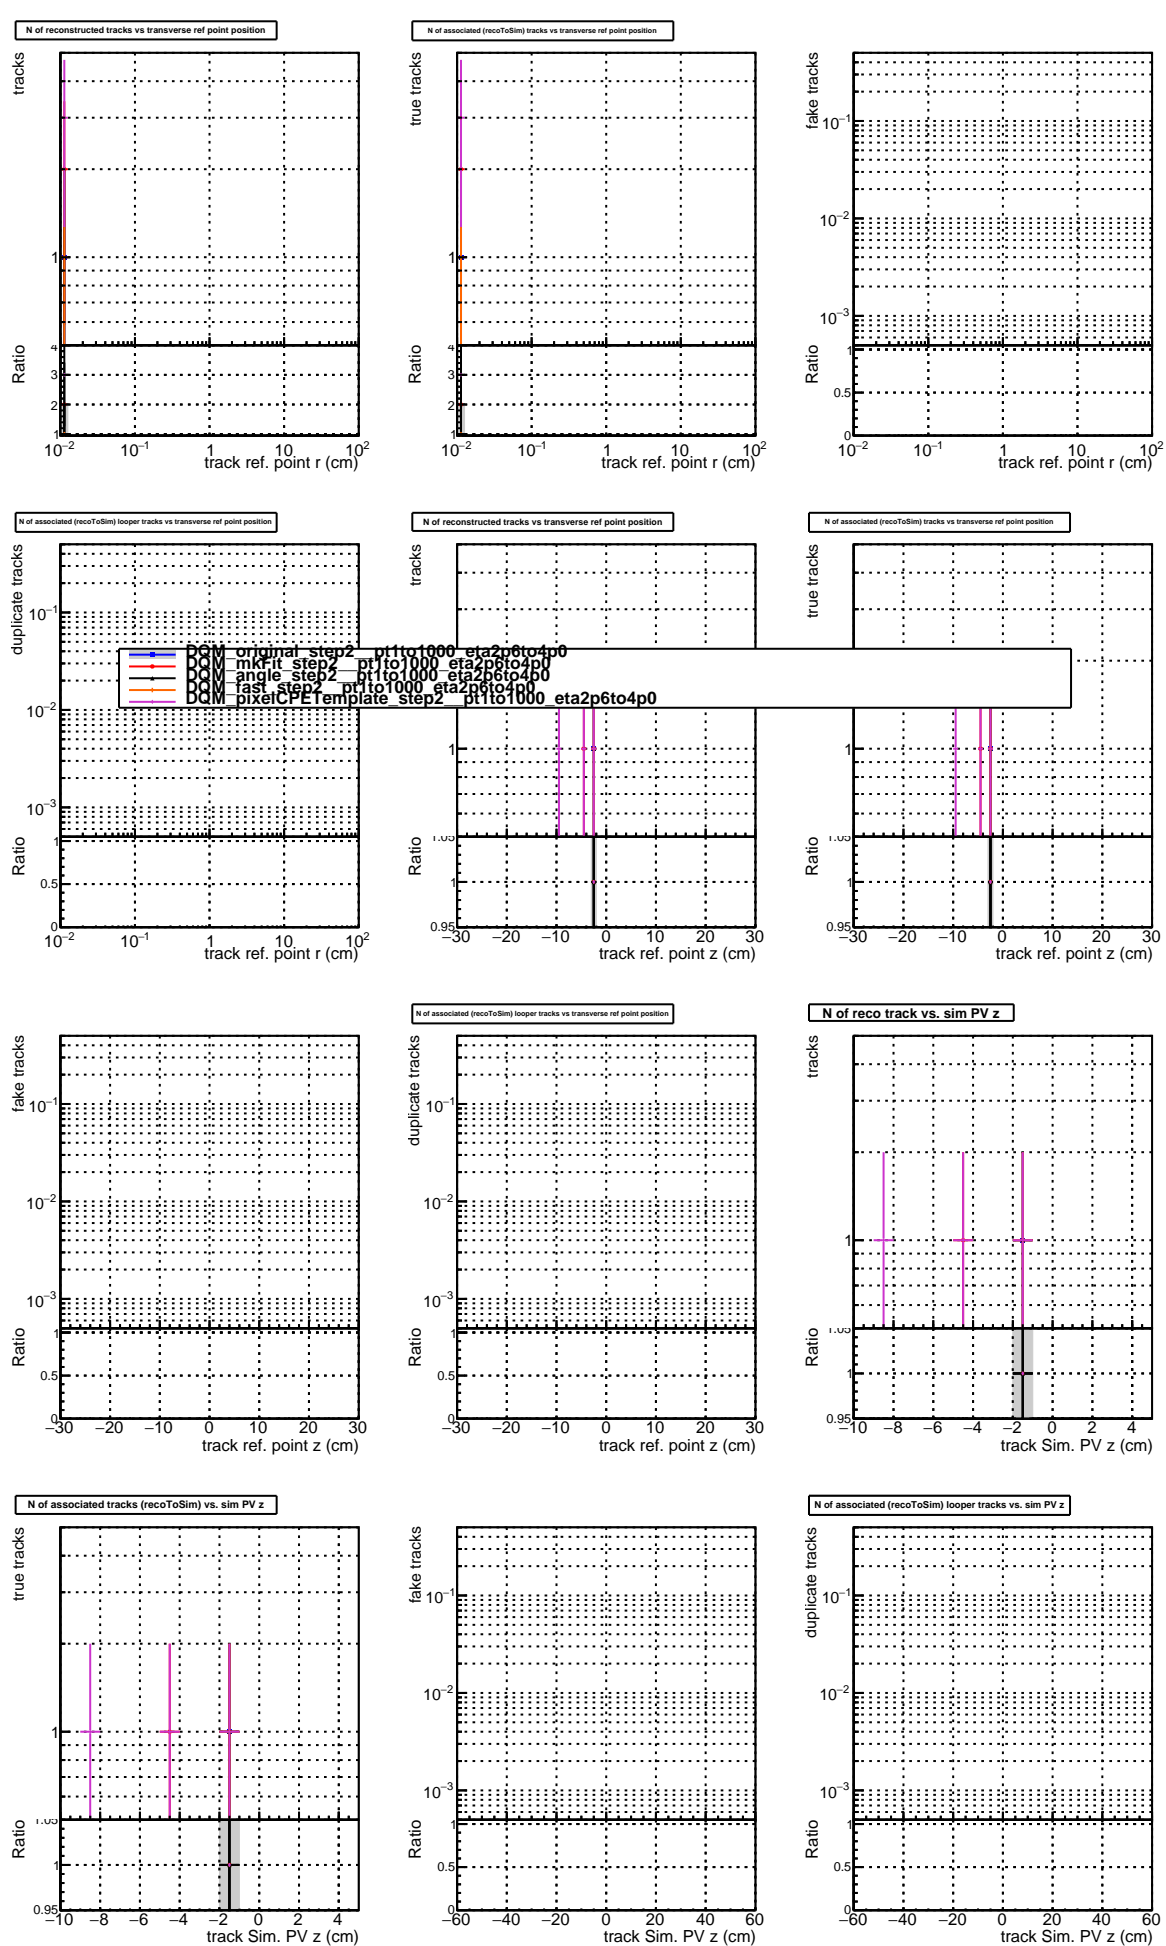 N of reconstructed tracks vs transverse ref point position
tracks
1
Ratio
4
3
2
1
10−2 10−1 1 10 102
track ref. point r (cm)
N of associated (recoToSim) tracks vs transverse ref point position
true tracks
1
Ratio
4
3
2
1
10−2 10−1 1 10 102
track ref. point r (cm)
fake tracks
10−1
10−2
10−3
Ratio
1
0.5
0
10−2 10−1 1 10 102
track ref. point r (cm)
N of associated (recoToSim) looper tracks vs transverse ref point position
duplicate tracks
10−1
10−2
10−3
Ratio
1
0.5
0
10−2 10−1 1 10 102
track ref. point r (cm)
N of reconstructed tracks vs transverse ref point position
tracks
1
Ratio
1.05
1
0.95
−30 −20 −10 0 10 20 30
track ref. point z (cm)
N of associated (recoToSim) tracks vs transverse ref point position
true tracks
1
Ratio
1.05
1
0.95
−30 −20 −10 0 10 20 30
track ref. point z (cm)
DQM_original_step2__pt1to1000_eta2p6to4p0
DQM_mkFit_step2__pt1to1000_eta2p6to4p0
DQM_angle_step2__pt1to1000_eta2p6to4p0
DQM_fast_step2__pt1to1000_eta2p6to4p0
DQM_pixelCPETemplate_step2__pt1to1000_eta2p6to4p0
fake tracks
10−1
10−2
10−3
Ratio
1
0.5
0
−30 −20 −10 0 10 20 30
track ref. point z (cm)
N of associated (recoToSim) looper tracks vs transverse ref point position
duplicate tracks
10−1
10−2
10−3
Ratio
1
0.5
0
−30 −20 −10 0 10 20 30
track ref. point z (cm)
N of reco track vs. sim PV z
tracks
1
Ratio
1.05
1
0.95
−10 −8 −6 −4 −2 0 2 4
track Sim. PV z (cm)
N of associated tracks (recoToSim) vs. sim PV z
true tracks
1
Ratio
1.05
1
0.95
−10 −8 −6 −4 −2 0 2 4
track Sim. PV z (cm)
fake tracks
10−1
10−2
10−3
Ratio
1
0.5
0
−60 −40 −20 0 20 40 60
track Sim. PV z (cm)
N of associated (recoToSim) looper tracks vs. sim PV z
duplicate tracks
10−1
10−2
10−3
Ratio
1
0.5
0
−60 −40 −20 0 20 40 60
track Sim. PV z (cm)